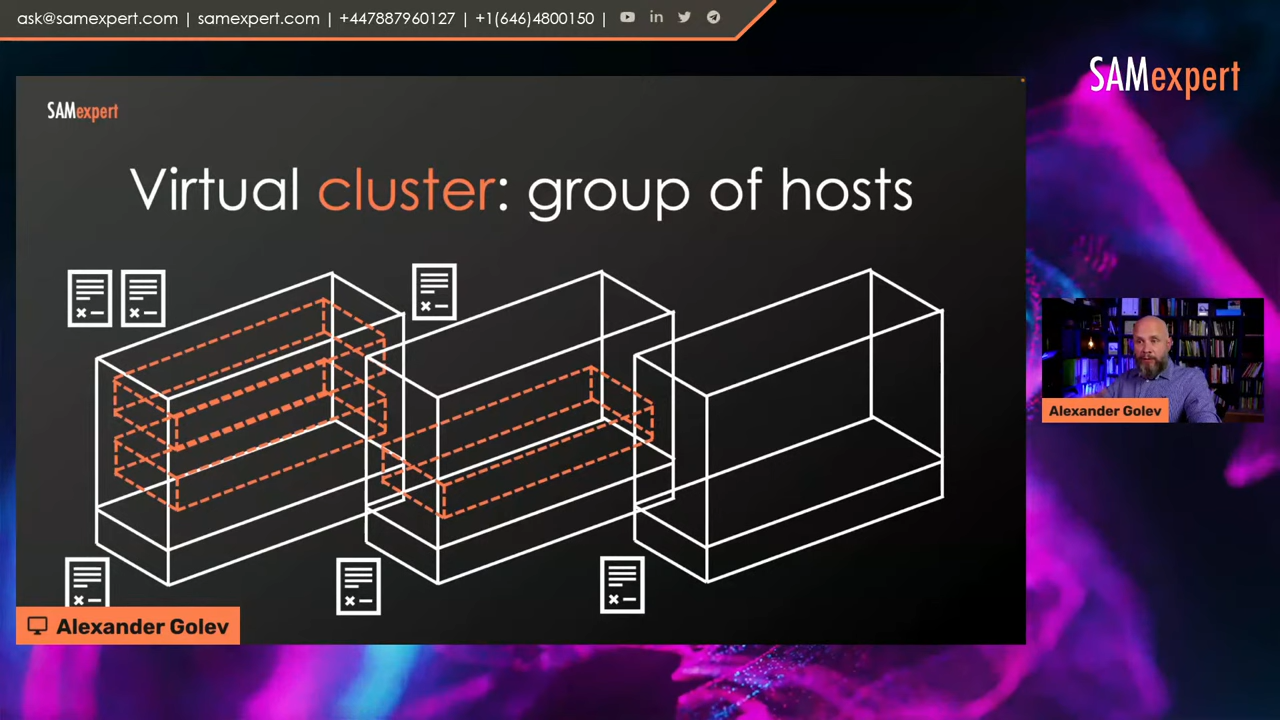 ask@samexpert.com | samexpert.com | +447887960127 | +1(646)4800150 |
SAMexpert
SAMexpert
Virtual cluster: group of hosts
Alexander Golev
Alexander Golev